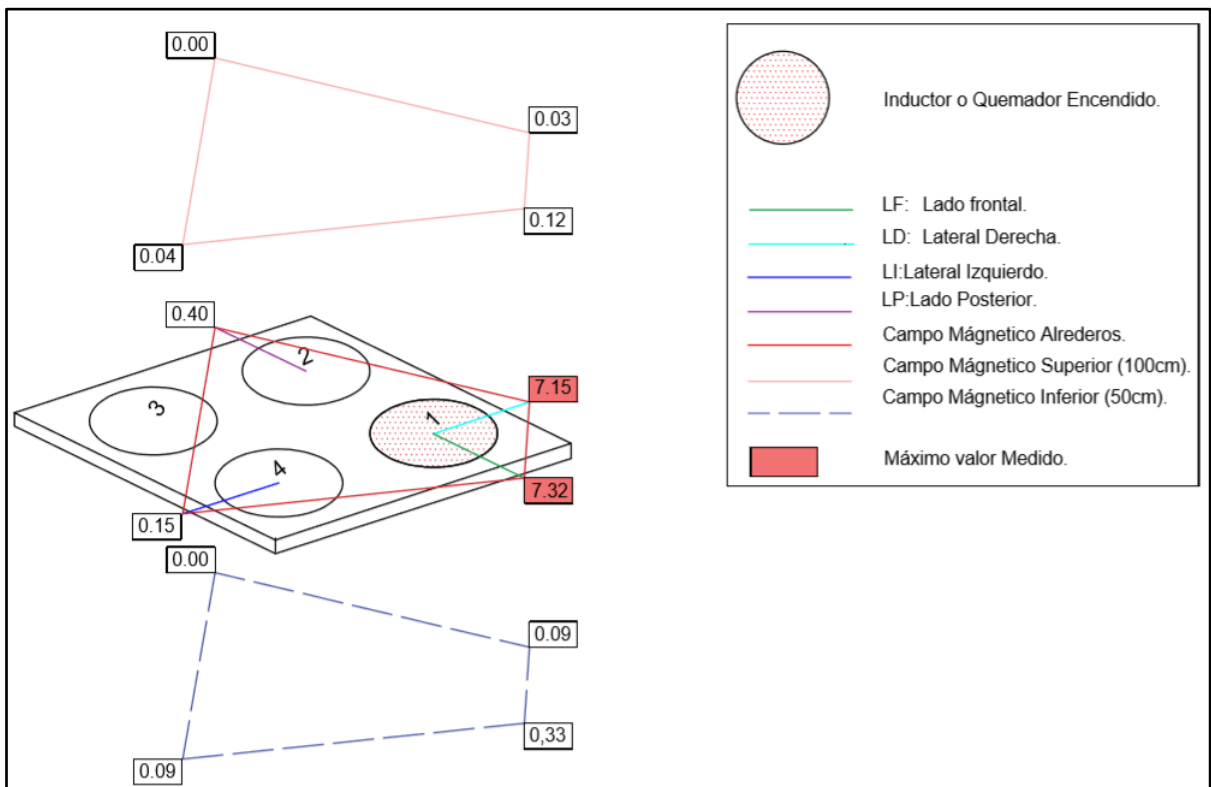 0.00
0.03
0.12
0.04
0.40
7.15
7.32
0.15
2
3
1
4
0.00
0.09
0,33
0.09
Inductor o Quemador Encendido.
LF: Lado frontal.
LD: Lateral Derecha.
LI:Lateral Izquierdo.
LP:Lado Posterior.
Campo Mágnetico Alrederos.
Campo Mágnetico Superior (100cm).
Campo Mágnetico Inferior (50cm).
Máximo valor Medido.